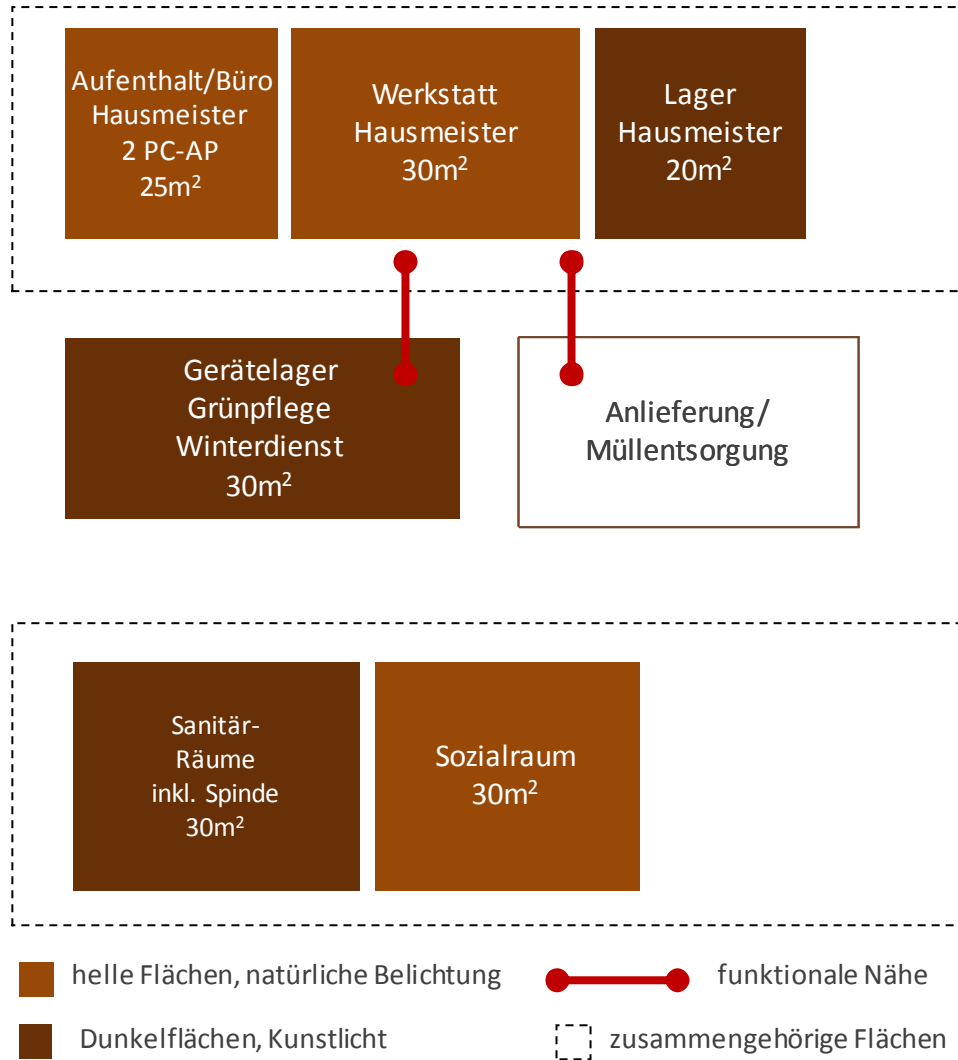 Aufenthalt/Büro
Hausmeister
2 PC-AP
25m²
Werkstatt
Hausmeister
30m²
Lager
Hausmeister
20m²
Gerätelager
Grünpflege
Winterdienst
30m²
Anlieferung/
Müllentsorgung
Sanitär-
Räume
inkl. Spinde
30m²
Sozialraum
30m²
helle Flächen, natürliche Belichtung
funktionale Nähe
Dunkelflächen, Kunstlicht
zusammengehörige Flächen